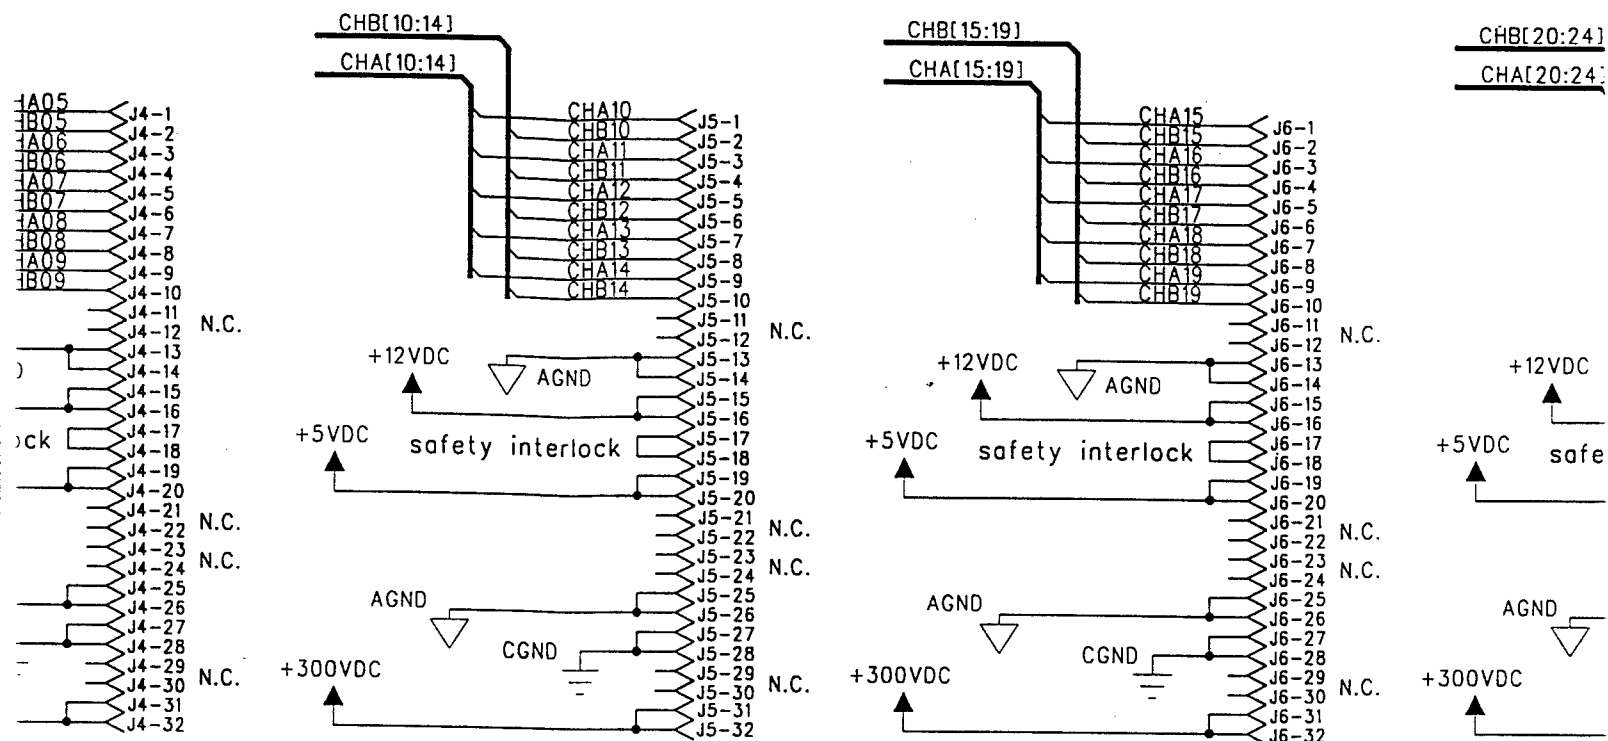 CHB[10:14]
CHA[10:14]
CHB[15:19]
CHA[15:19]
CHB[20:24]
CHA[20:24]
HA05
HB05
HA06
HB06
HA07
HB07
HA08
HB08
HA09
HB09
J4-1
J4-2
J4-3
J4-4
J4-5
J4-6
J4-7
J4-8
J4-9
J4-10
J4-11
J4-12
N.C.
J4-13
J4-14
J4-15
J4-16
ock
J4-17
J4-18
J4-19
J4-20
J4-21
J4-22
N.C.
J4-23
J4-24
N.C.
J4-25
J4-26
J4-27
J4-28
J4-29
J4-30
N.C.
J4-31
J4-32
CHA10
CHB10
CHA11
CHB11
CHA12
CHB12
CHA13
CHB13
CHA14
CHB14
J5-1
J5-2
J5-3
J5-4
J5-5
J5-6
J5-7
J5-8
J5-9
J5-10
J5-11
J5-12
N.C.
+12VDC
AGND
J5-13
J5-14
J5-15
J5-16
+5VDC
safety interlock
J5-17
J5-18
J5-19
J5-20
J5-21
J5-22
N.C.
J5-23
J5-24
N.C.
AGND
J5-25
J5-26
CGND
J5-27
J5-28
J5-29
J5-30
N.C.
+300VDC
J5-31
J5-32
CHA15
CHB15
CHA16
CHB16
CHA17
CHB17
CHA18
CHB18
CHA19
CHB19
J6-1
J6-2
J6-3
J6-4
J6-5
J6-6
J6-7
J6-8
J6-9
J6-10
J6-11
J6-12
N.C.
+12VDC
AGND
J6-13
J6-14
J6-15
J6-16
+5VDC
safety interlock
J6-17
J6-18
J6-19
J6-20
J6-21
J6-22
N.C.
J6-23
J6-24
N.C.
AGND
J6-25
J6-26
CGND
J6-27
J6-28
J6-29
J6-30
N.C.
+300VDC
J6-31
J6-32
+12VDC
+5VDC
safe
AGND
+300VDC